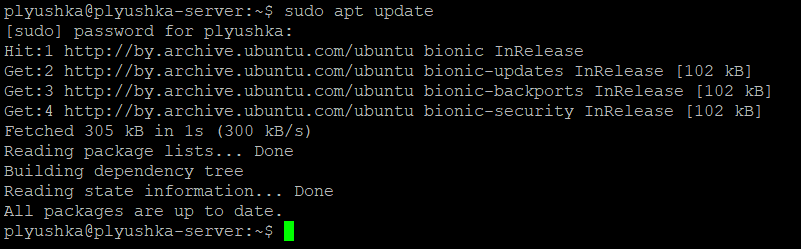 plyushka@plyushka-server:~$ sudo apt update
[sudo] password for plyushka:
Hit:1 http://by.archive.ubuntu.com/ubuntu bionic InRelease
Get:2 http://by.archive.ubuntu.com/ubuntu bionic-updates InRelease [102 kB]
Get:3 http://by.archive.ubuntu.com/ubuntu bionic-backports InRelease [102 kB]
Get:4 http://by.archive.ubuntu.com/ubuntu bionic-security InRelease [102 kB]
Fetched 305 kB in 1s (300 kB/s)
Reading package lists... Done
Building dependency tree
Reading state information... Done
All packages are up to date.
plyushka@plyushka-server:~$